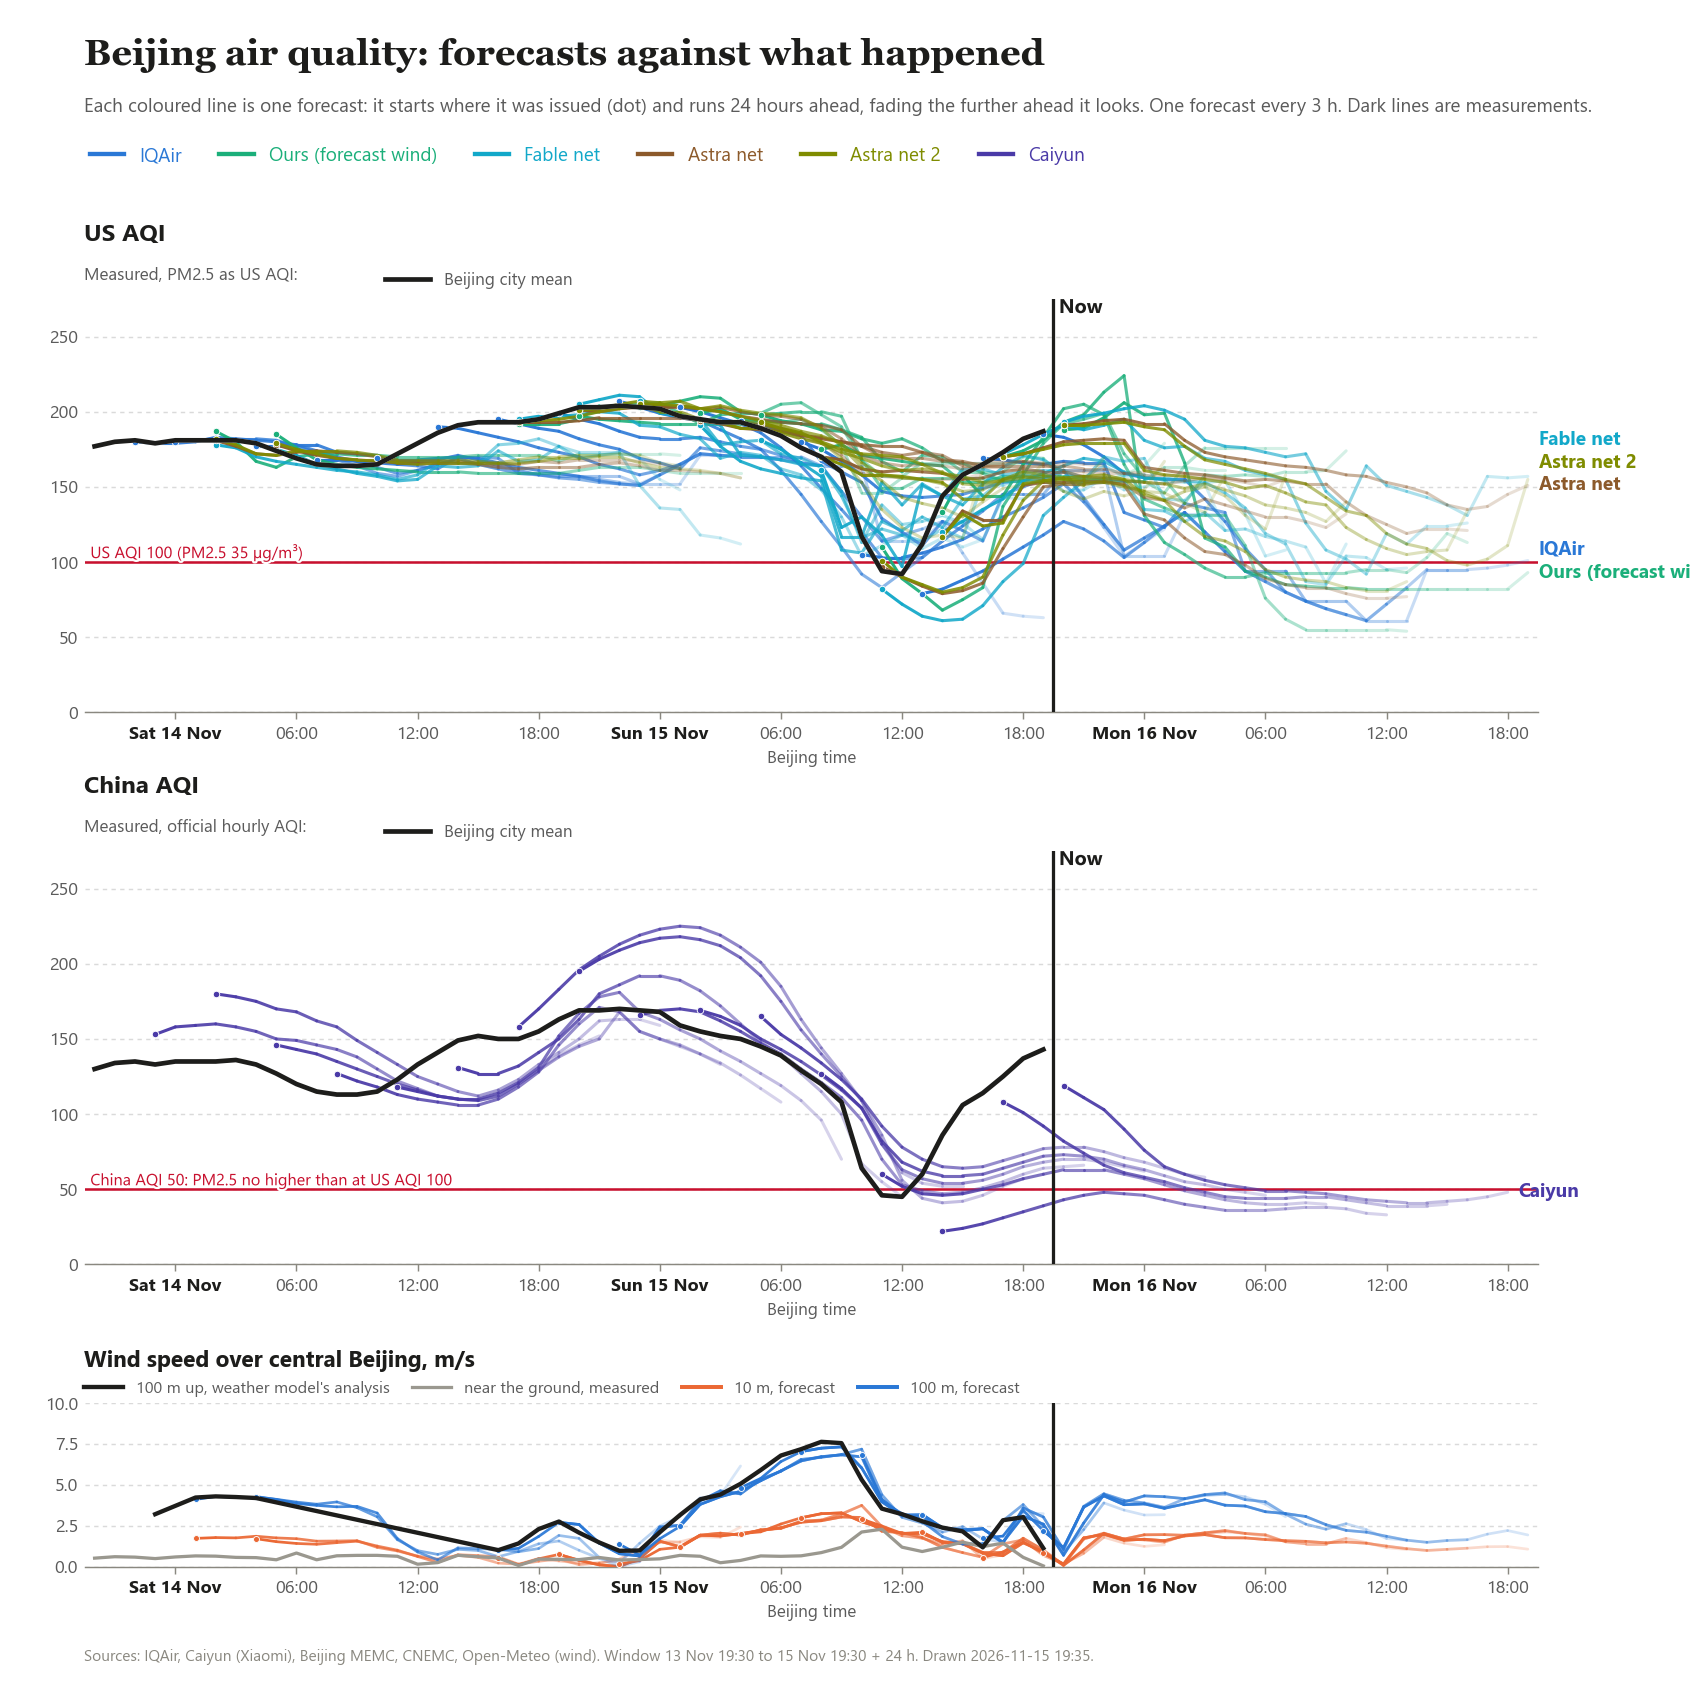 Beijing air quality: forecasts against what happened
Each coloured line is one forecast: it starts where it was issued (dot) and runs 24 hours ahead, fading the further ahead it looks. One forecast every 3 h. Dark lines are measurements.
IQAir Ours (forecast wind) Fable net Astra net Astra net 2 Caiyun
US AQI
Measured, PM2.5 as US AQI: Beijing city mean
Now
250
200
150
100
50
0
US AQI 100 (PM2.5 35 µg/m³)
Fable net
Astra net 2
Astra net
IQAir
Ours (forecast wi
Sat 14 Nov 06:00 12:00 18:00 Sun 15 Nov 06:00 12:00 18:00 Mon 16 Nov 06:00 12:00 18:00
Beijing time
China AQI
Measured, official hourly AQI: Beijing city mean
Now
250
200
150
100
50
0
China AQI 50: PM2.5 no higher than at US AQI 100
Caiyun
Sat 14 Nov 06:00 12:00 18:00 Sun 15 Nov 06:00 12:00 18:00 Mon 16 Nov 06:00 12:00 18:00
Beijing time
Wind speed over central Beijing, m/s
100 m up, weather model's analysis near the ground, measured 10 m, forecast 100 m, forecast
10.0
7.5
5.0
2.5
0.0
Sat 14 Nov 06:00 12:00 18:00 Sun 15 Nov 06:00 12:00 18:00 Mon 16 Nov 06:00 12:00 18:00
Beijing time
Sources: IQAir, Caiyun (Xiaomi), Beijing MEMC, CNEMC, Open-Meteo (wind). Window 13 Nov 19:30 to 15 Nov 19:30 + 24 h. Drawn 2026-11-15 19:35.